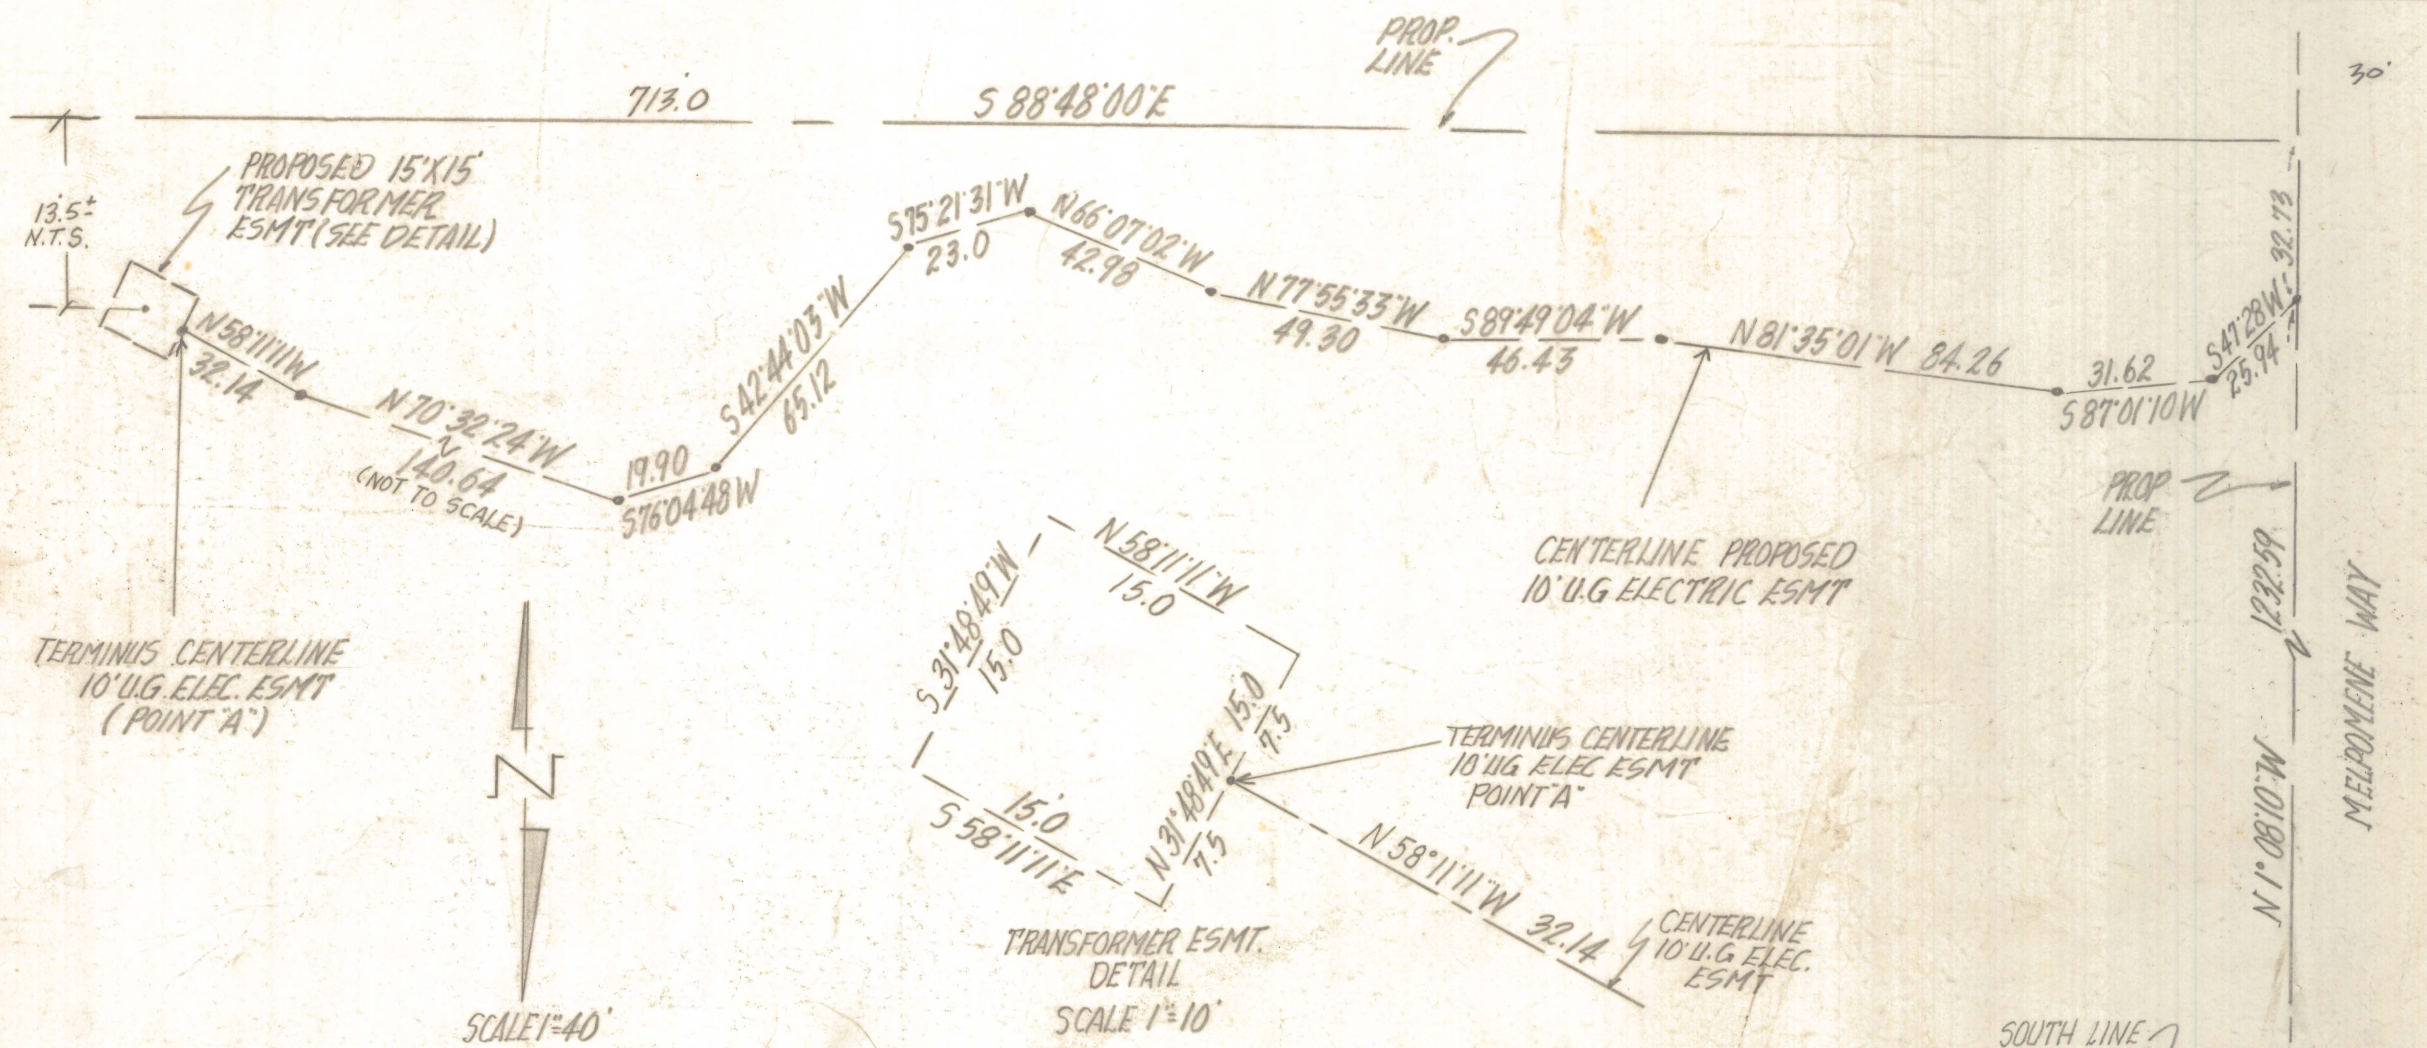 PROP.
LINE
30'
713.0
S 88°48'00"E
PROPOSED 15'X15'
TRANSFORMER
ESMT (SEE DETAIL)
13.5±
N.T.S.
S75°21'31"W
23.0
N66°07'02"W
42.98
N77°55'33"W
49.30
S89°49'04"W
46.43
N81°35'01"W 84.26
31.62
S87°01'10W
S47°28W
25.94
32.73
N58°11'11W
32.14
N70°32'24"W
140.64
(NOT TO SCALE)
19.90
S76°04'48W
S42°44'03"W
65.12
PROP
LINE
1232.59
N 1°08'10"W
MELPOMENE WAY
CENTERLINE PROPOSED
10' U.G ELECTRIC ESMT
TERMINUS CENTERLINE
10' U.G. ELEC. ESMT
(POINT "A")
N
SCALE 1"=40'
N58°11'11"W
15.0
S 31°48'49"W
15.0
15.0
S 58°11'11"E
N 31°48'49"E 15.0
7.5
7.5
TERMINUS CENTERLINE
10' UG ELEC ESMT
POINT "A"
N 58°11'11"W 32.14
CENTERLINE
10' U.G ELEC.
ESMT
TRANSFORMER ESMT.
DETAIL
SCALE 1"=10'
SOUTH LINE